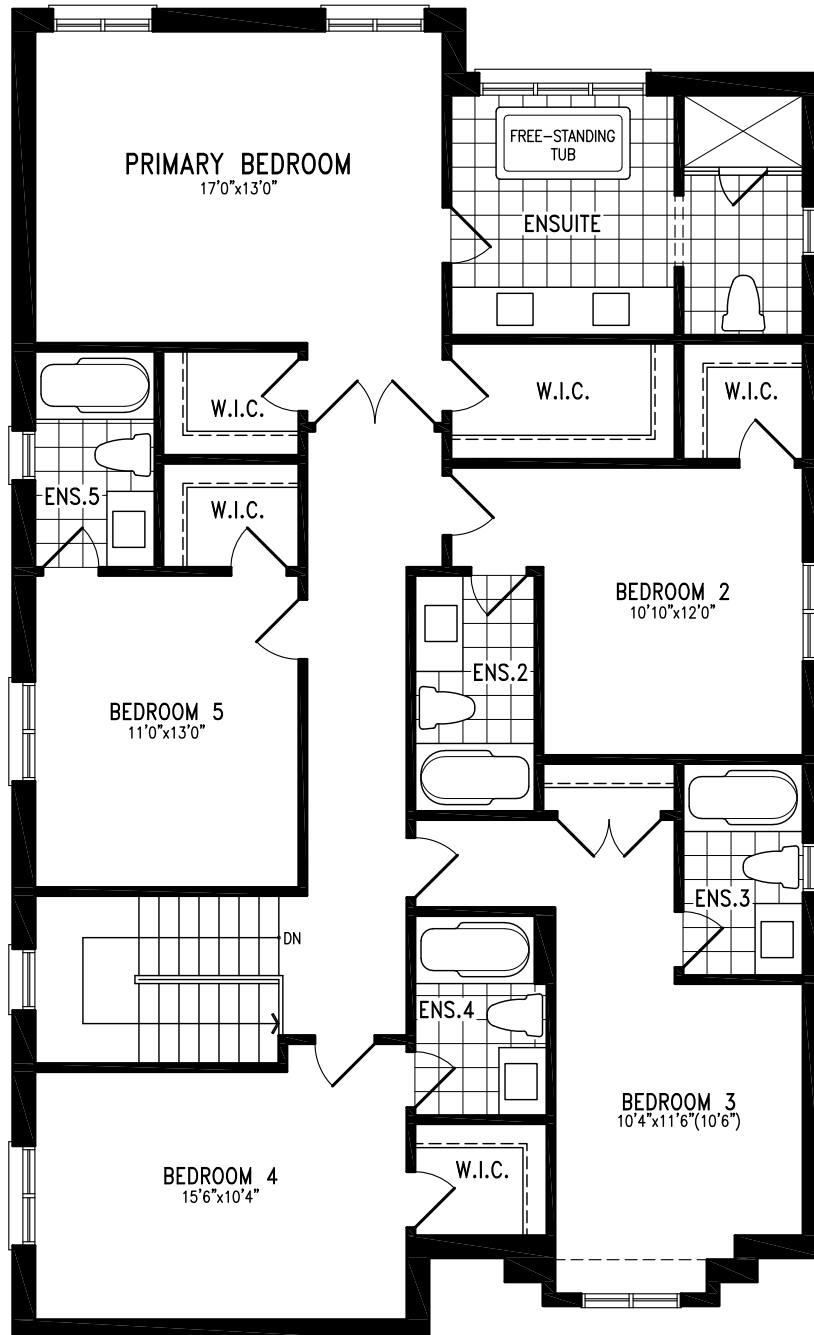 FREE-STANDING
TUB
PRIMARY BEDROOM
17'0"x13'0"
ENSUITE
W.I.C.
W.I.C.
W.I.C.
ENS.5
W.I.C.
BEDROOM 2
10'10"x12'0"
ENS.2
BEDROOM 5
11'0"x13'0"
ENS.3
DN
ENS.4
BEDROOM 3
10'4"x11'6"(10'6")
W.I.C.
BEDROOM 4
15'6"x10'4"